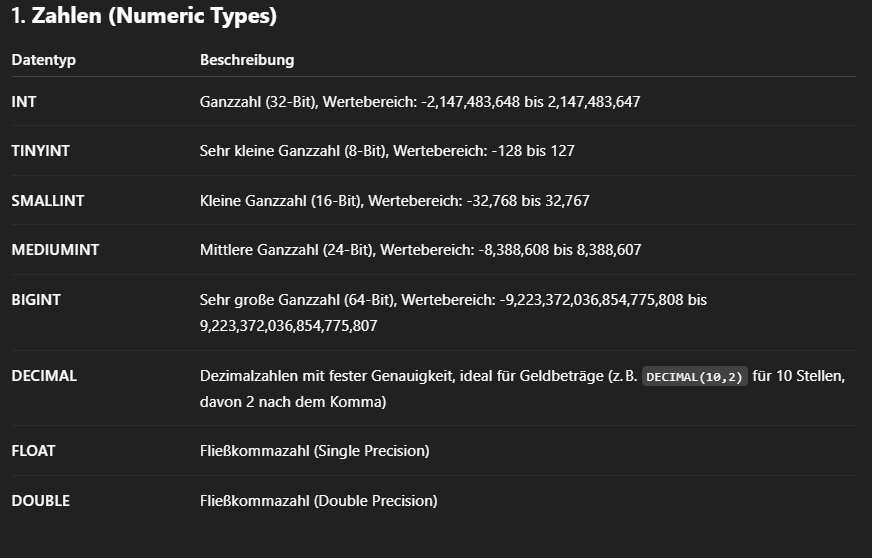 1. Zahlen (Numeric Types)
Datentyp Beschreibung
INT Ganzzahl (32-Bit), Wertebereich: -2,147,483,648 bis 2,147,483,647
TINYINT Sehr kleine Ganzzahl (8-Bit), Wertebereich: -128 bis 127
SMALLINT Kleine Ganzzahl (16-Bit), Wertebereich: -32,768 bis 32,767
MEDIUMINT Mittlere Ganzzahl (24-Bit), Wertebereich: -8,388,608 bis 8,388,607
BIGINT Sehr große Ganzzahl (64-Bit), Wertebereich: -9,223,372,036,854,775,808 bis
9,223,372,036,854,775,807
DECIMAL Dezimalzahlen mit fester Genauigkeit, ideal für Geldbeträge (z. B. DECIMAL(10,2) für 10 Stellen,
davon 2 nach dem Komma)
FLOAT Fließkommazahl (Single Precision)
DOUBLE Fließkommazahl (Double Precision)